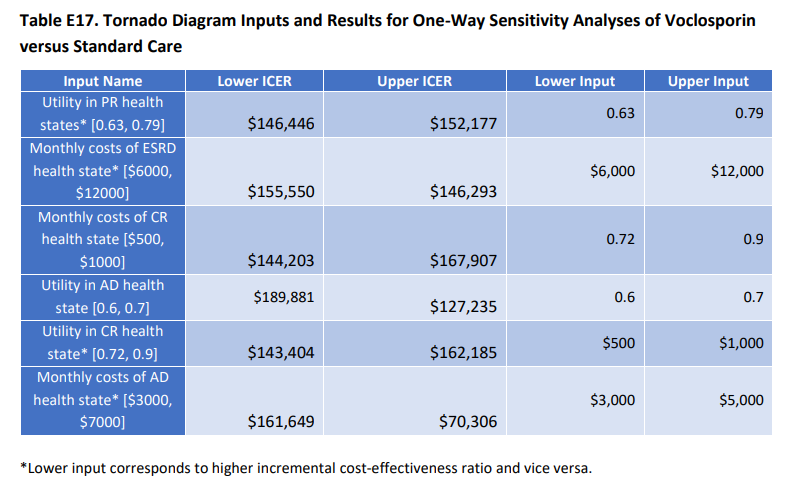 Table E17. Tornado Diagram Inputs and Results for One-Way Sensitivity Analyses of Voclosporin
versus Standard Care
Input Name Lower ICER Upper ICER Lower Input Upper Input
Utility in PR health
states* [0.63, 0.79] $146,446 $152,177 0.63 0.79
Monthly costs of ESRD
health state* [$6000,
$12000] $155,550 $146,293 $6,000 $12,000
Monthly costs of CR
health state [$500,
$1000] $144,203 $167,907 0.72 0.9
Utility in AD health
state [0.6, 0.7] $189,881 $127,235 0.6 0.7
Utility in CR health
state* [0.72, 0.9] $143,404 $162,185 $500 $1,000
Monthly costs of AD
health state* [$3000,
$7000] $161,649 $70,306 $3,000 $5,000
*Lower input corresponds to higher incremental cost-effectiveness ratio and vice versa.